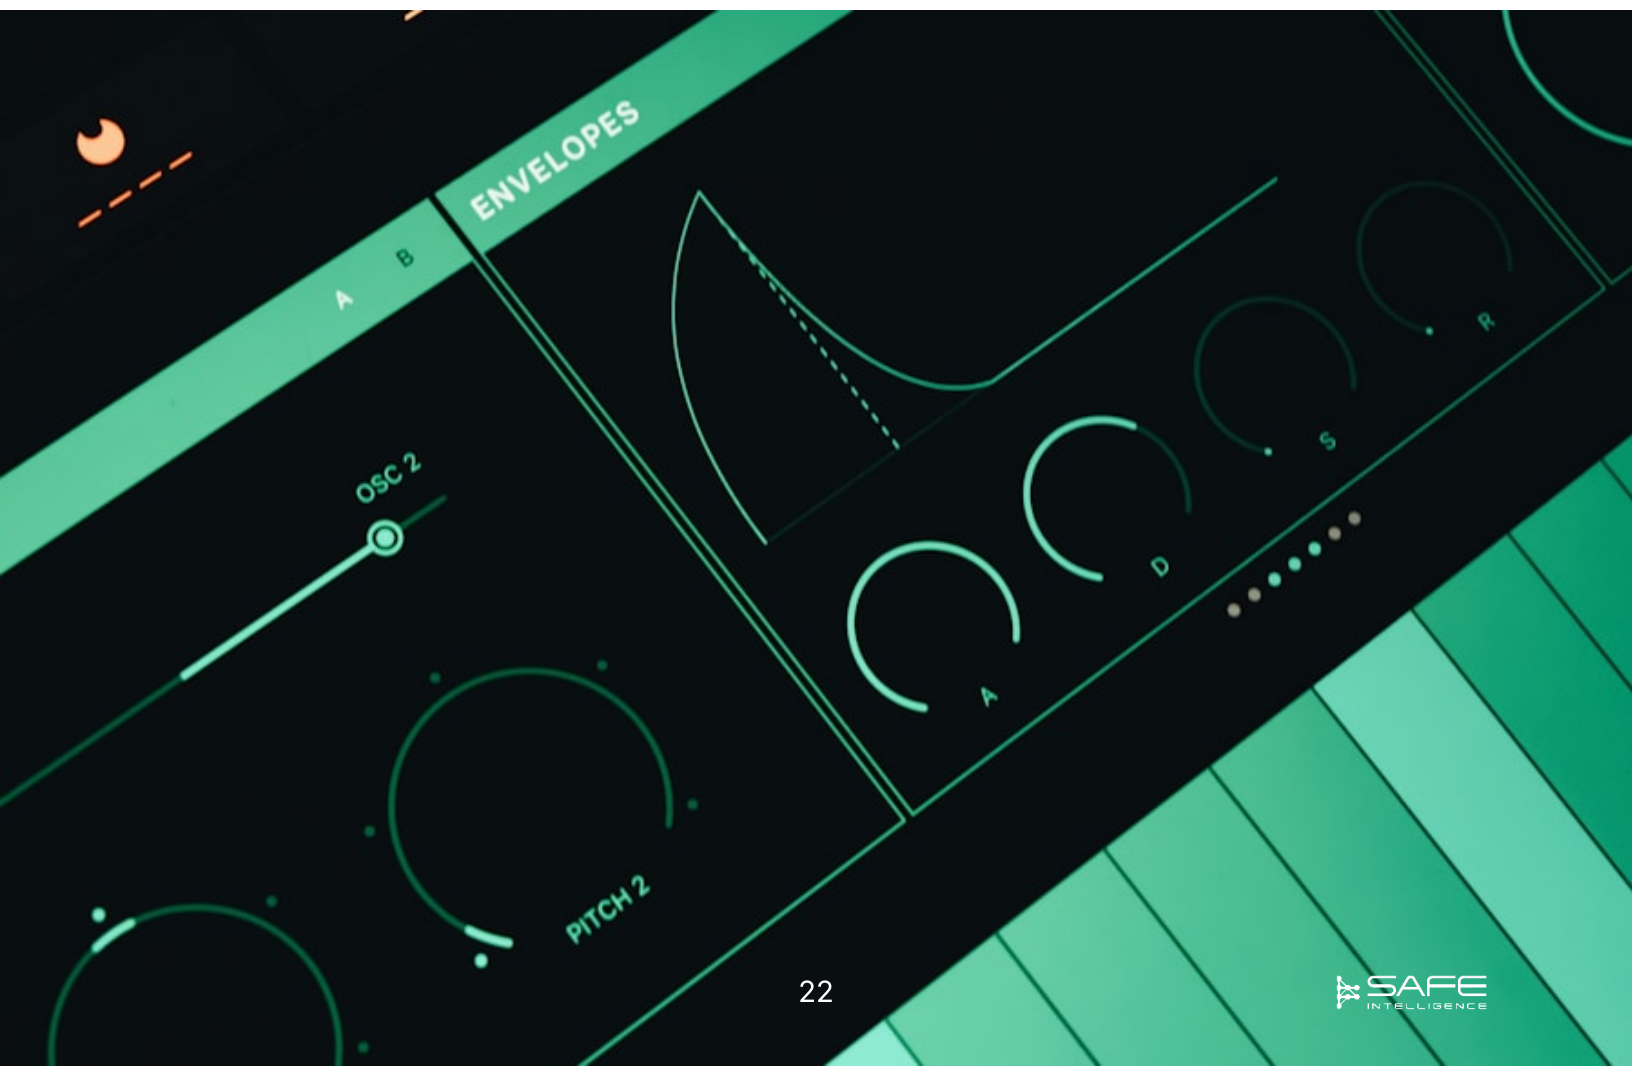 ENVELOPES
A B
OSC 2
A D S R
PITCH 2
22
SAFE
INTELLIGENCE